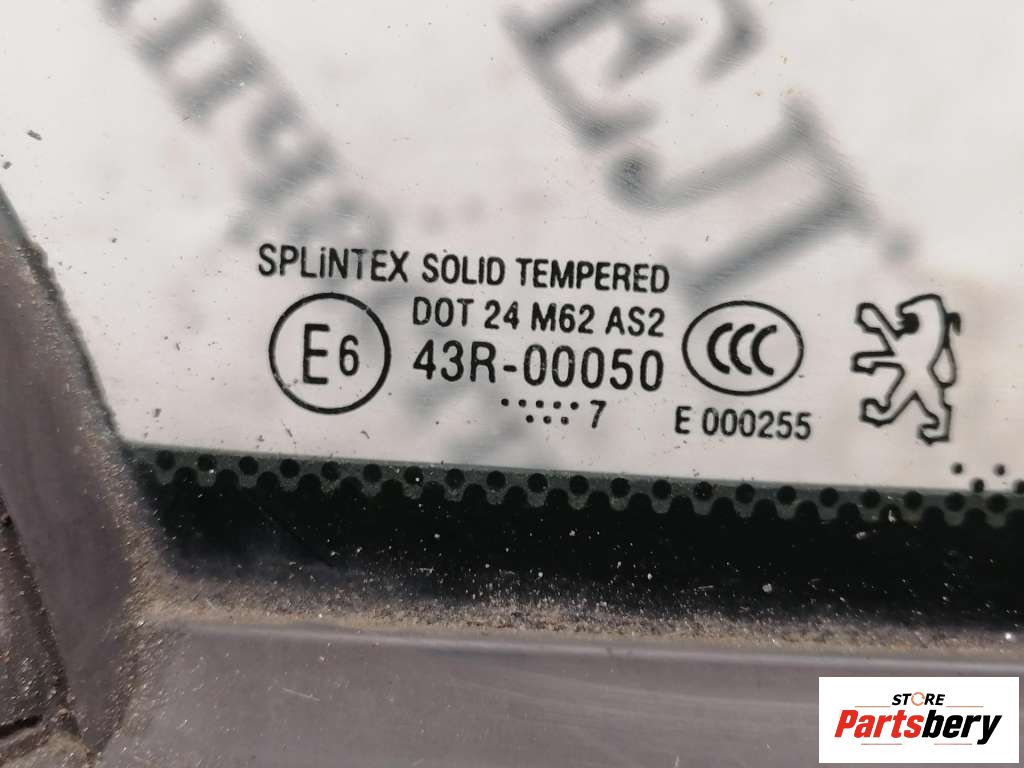 SPLiNTEX SOLID TEMPERED
DOT 24 M62 AS2
E6
43R-00050
.......7
CCC
E 000255
STORE
Partsbery